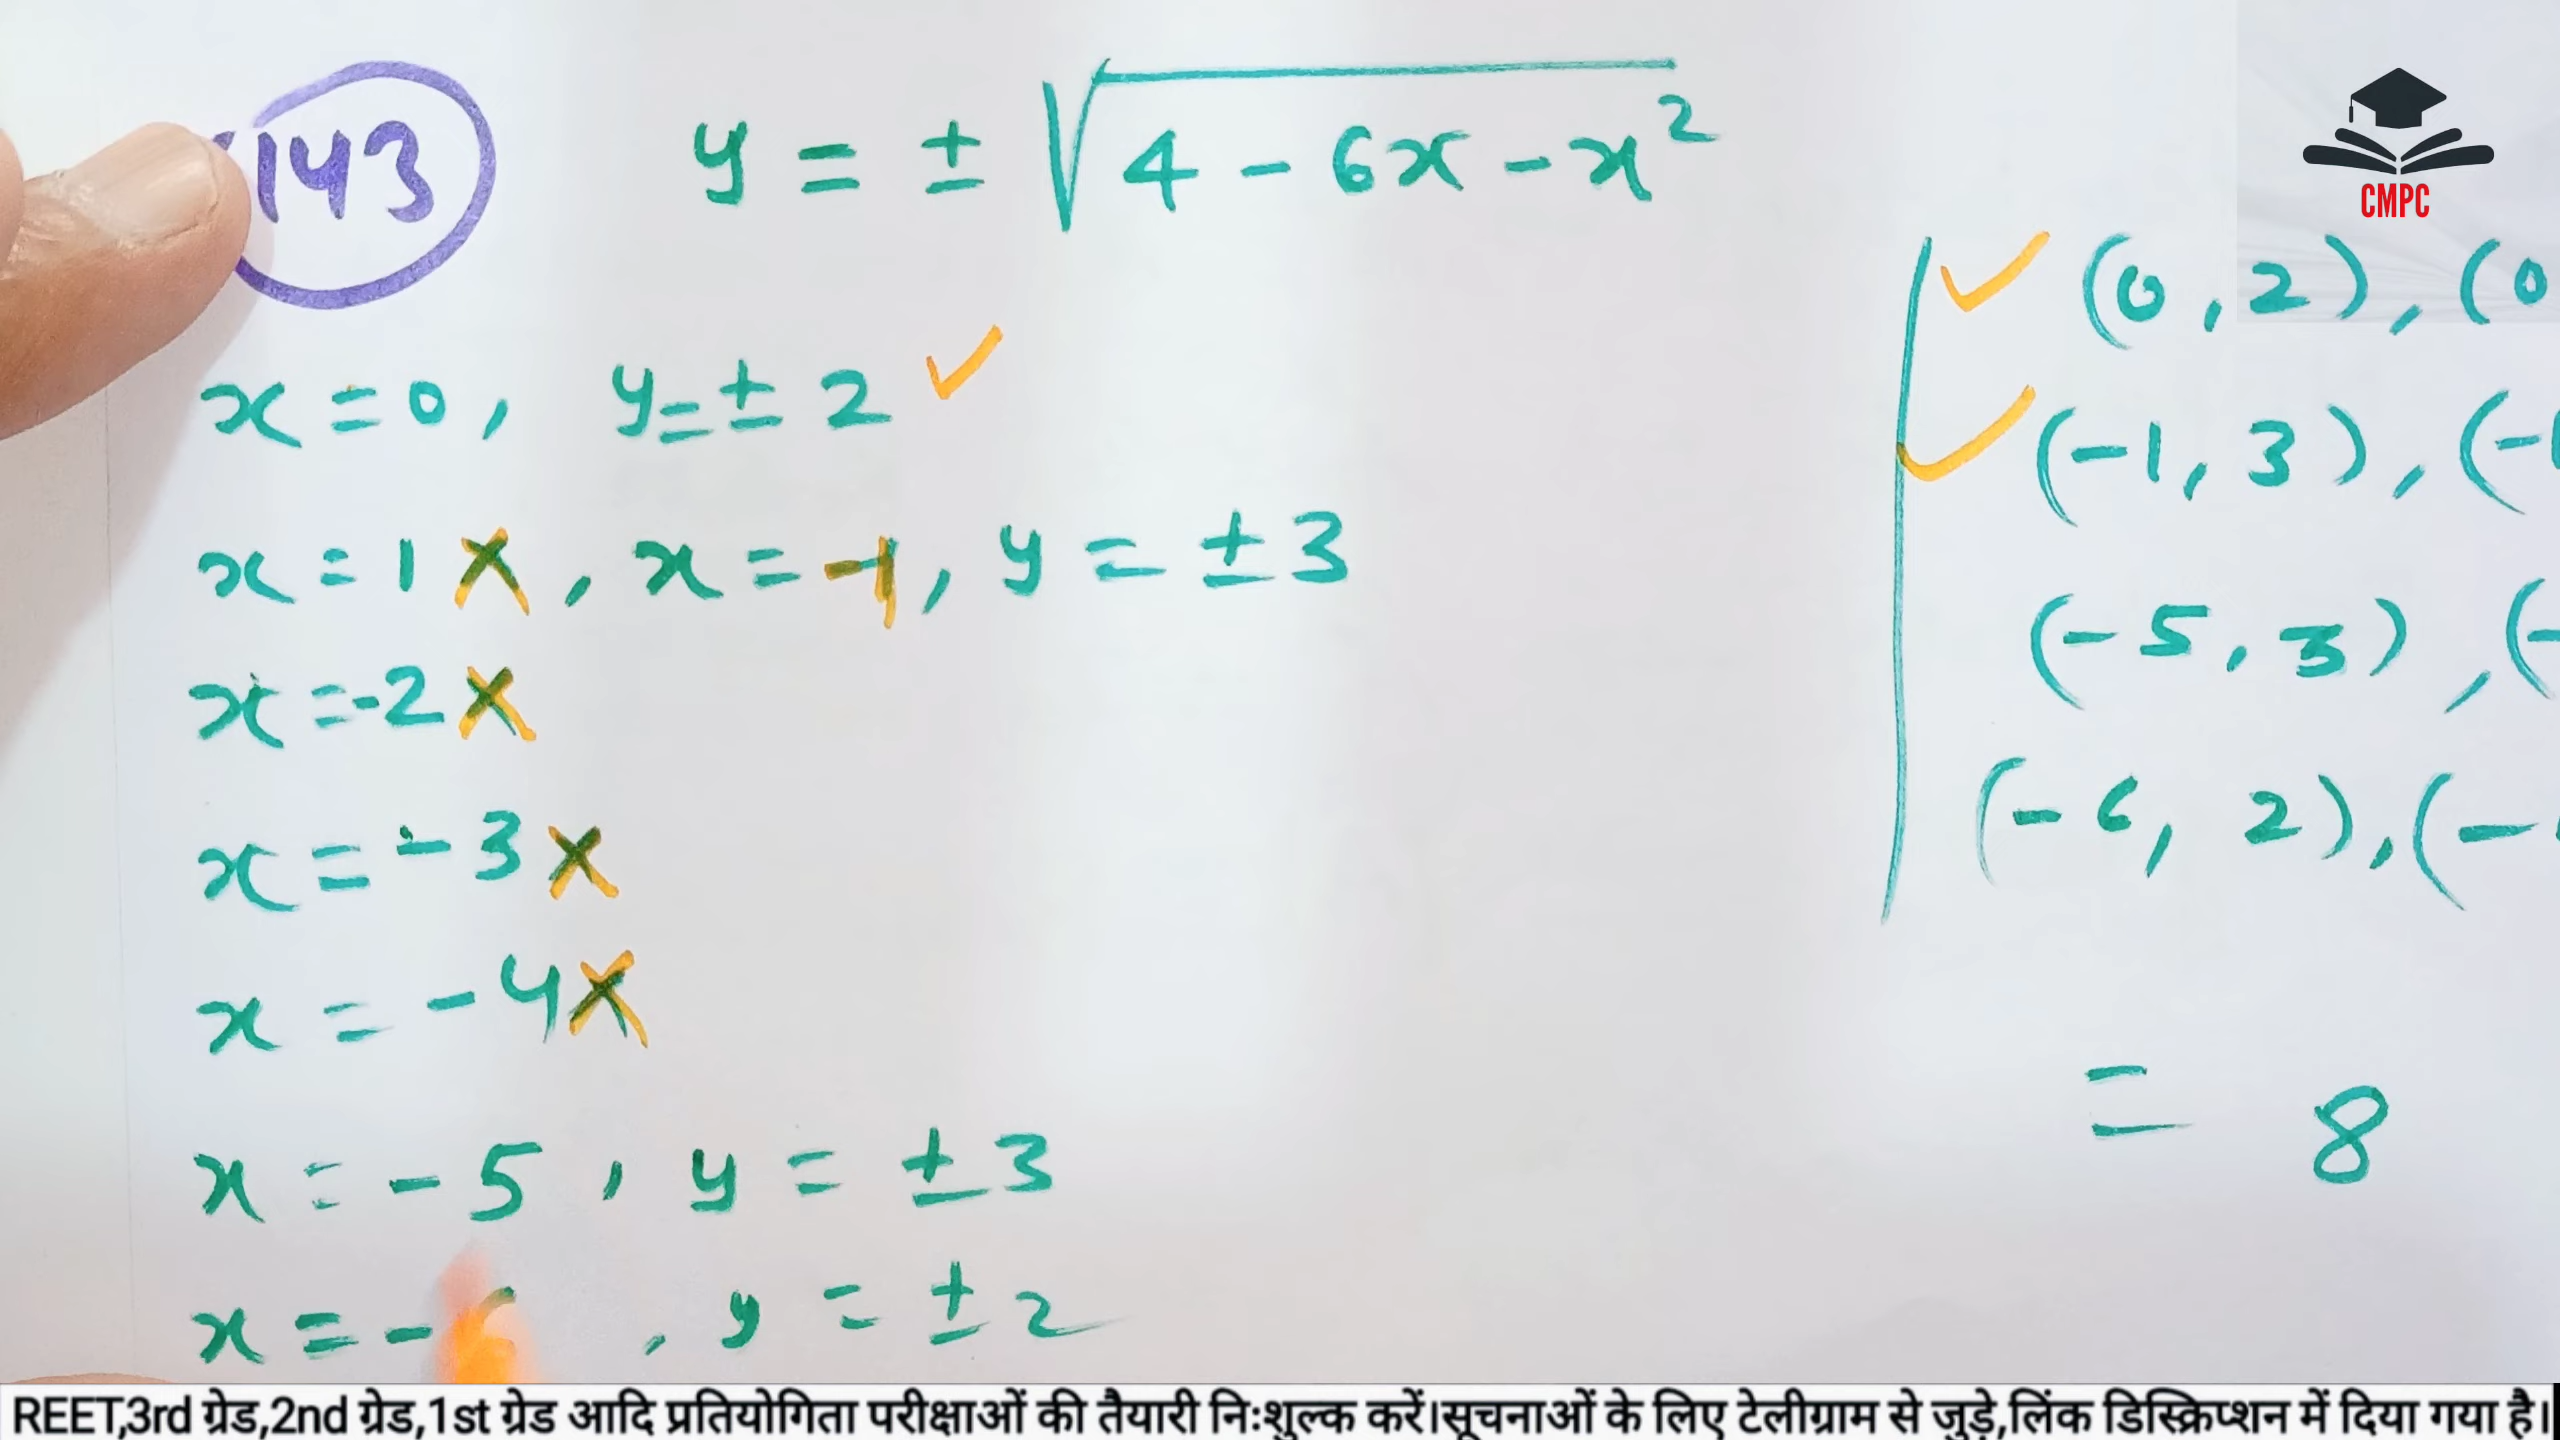 143
y = ± √4 - 6x - x²
CMPC
x = 0, y = ± 2 ✓
x = 1 X, x = -1, y = ± 3
x = -2 X
x = -3 X
x = -4 X
x = -5, y = ± 3
x = - , y = ± 2
✓ (0, 2), (0
✓ (-1, 3), (-1
(-5, 3), (-
(-6, 2), (-
= 8
REET,3rd ग्रेड,2nd ग्रेड,1st ग्रेड आदि प्रतियोगिता परीक्षाओं की तैयारी निःशुल्क करें।सूचनाओं के लिए टेलीग्राम से जुड़े,लिंक डिस्क्रिप्शन में दिया गया है।